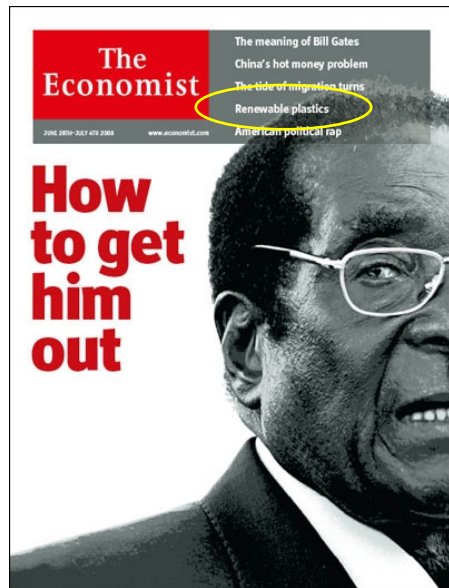 The
Economist
The meaning of Bill Gates
China's hot money problem
The tide of migration turns
Renewable plastics
American political rap
JUNE 28TH–JULY 4TH 2008
www.economist.com
How
to get
him
out